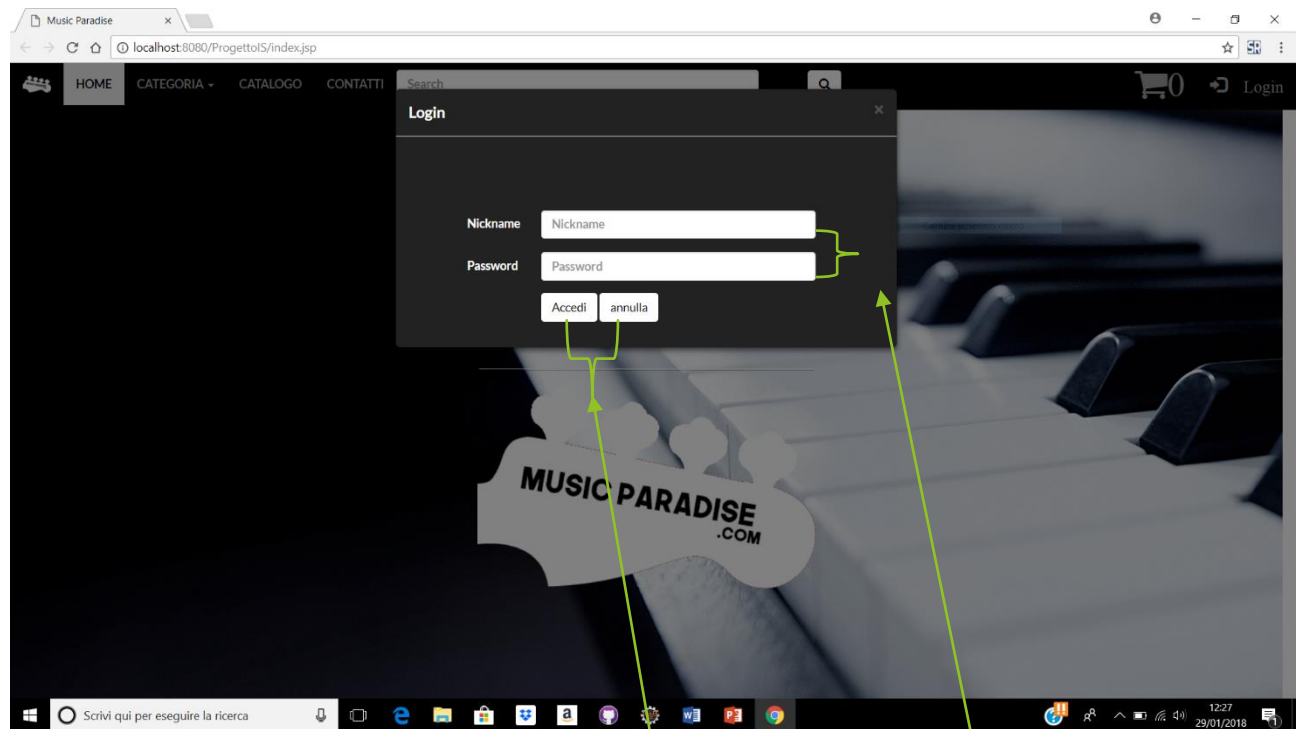 Music Paradise
localhost:8080/ProgettoIS/index.jsp
HOME CATEGORIA CATALOGO CONTATTI Search 0 Login
Login ×
Nickname Nickname
Password Password
Accedi annulla
MUSIC PARADISE
.COM
Scrivi qui per eseguire la ricerca
12:27
29/01/2018